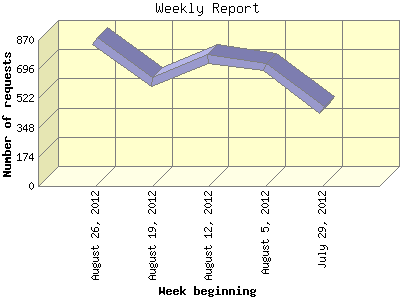 Weekly Report
Number of requests
870
696
522
348
174
0
August 26, 2012
August 19, 2012
August 12, 2012
August 5, 2012
July 29, 2012
Week beginning